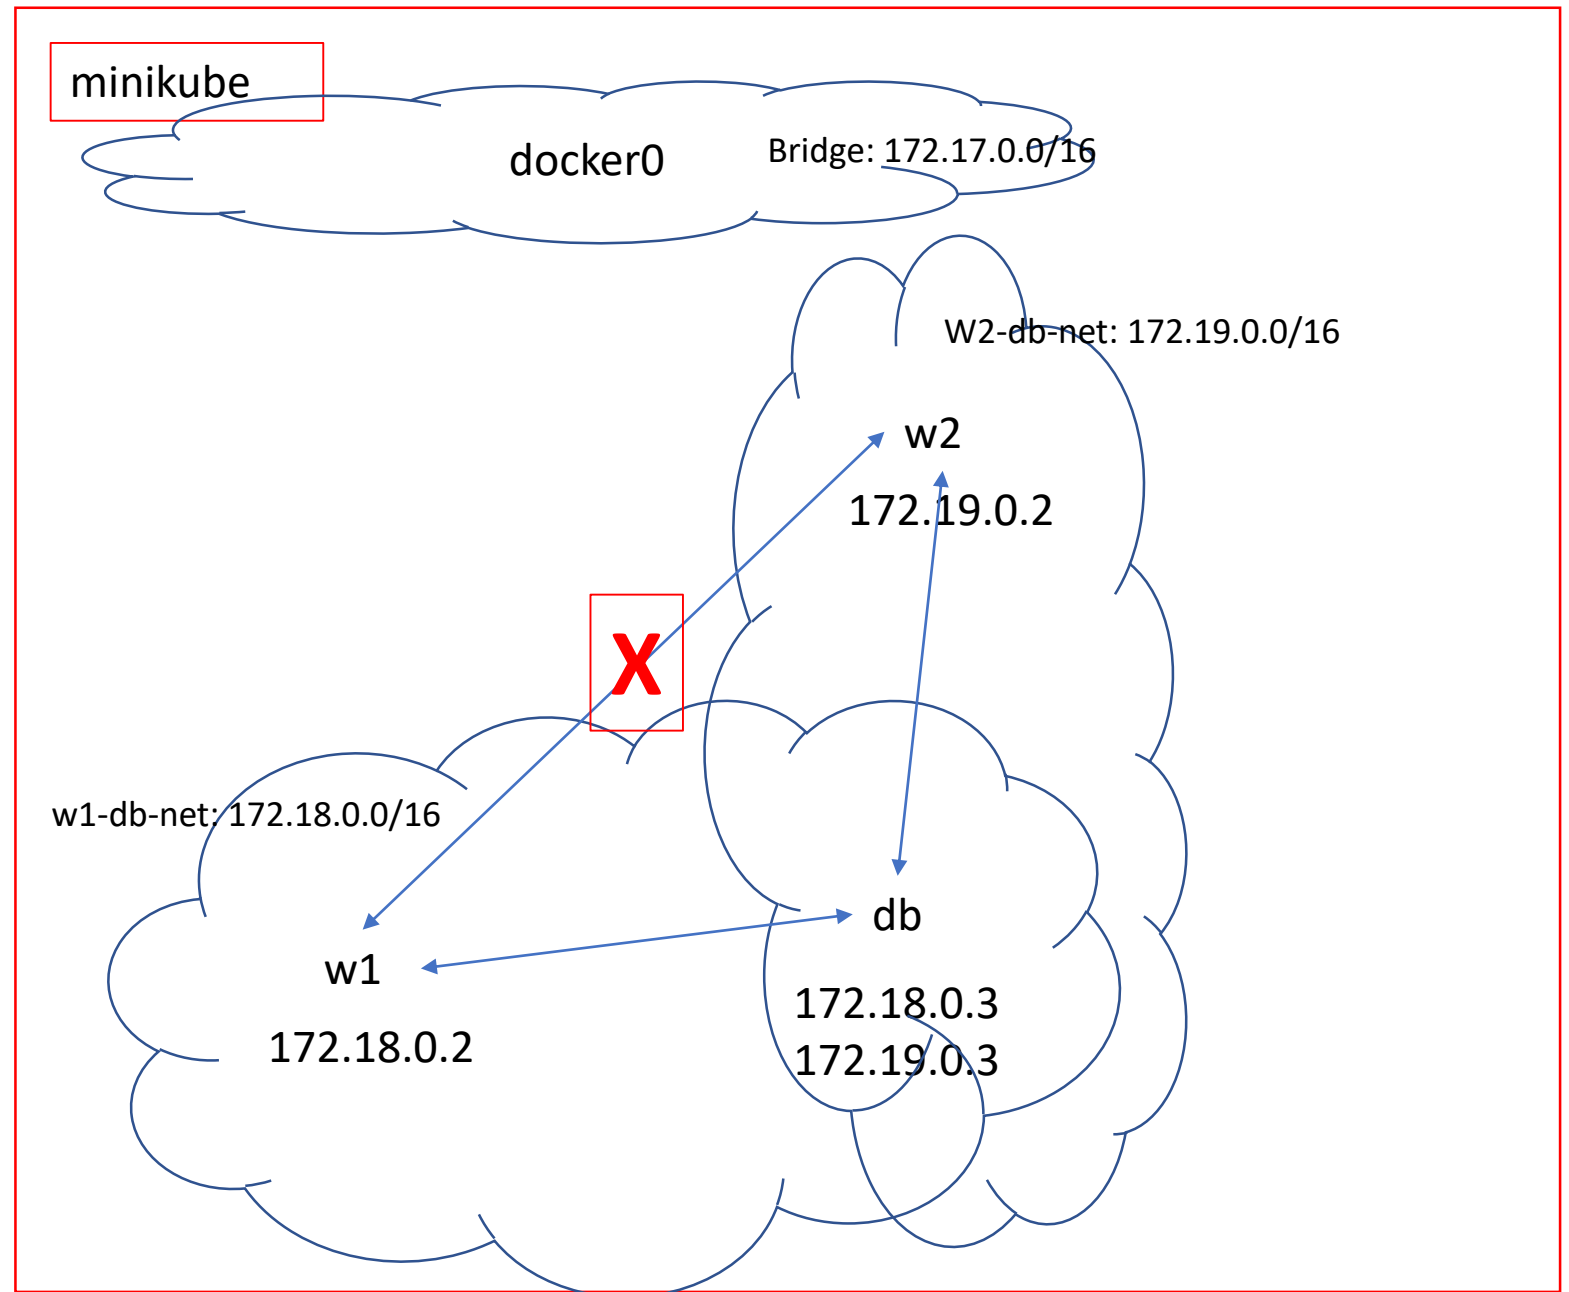 minikube
docker0
Bridge: 172.17.0.0/16
W2-db-net: 172.19.0.0/16
w2
172.19.0.2
X
w1-db-net: 172.18.0.0/16
db
w1
172.18.0.3
172.18.0.2
172.19.0.3